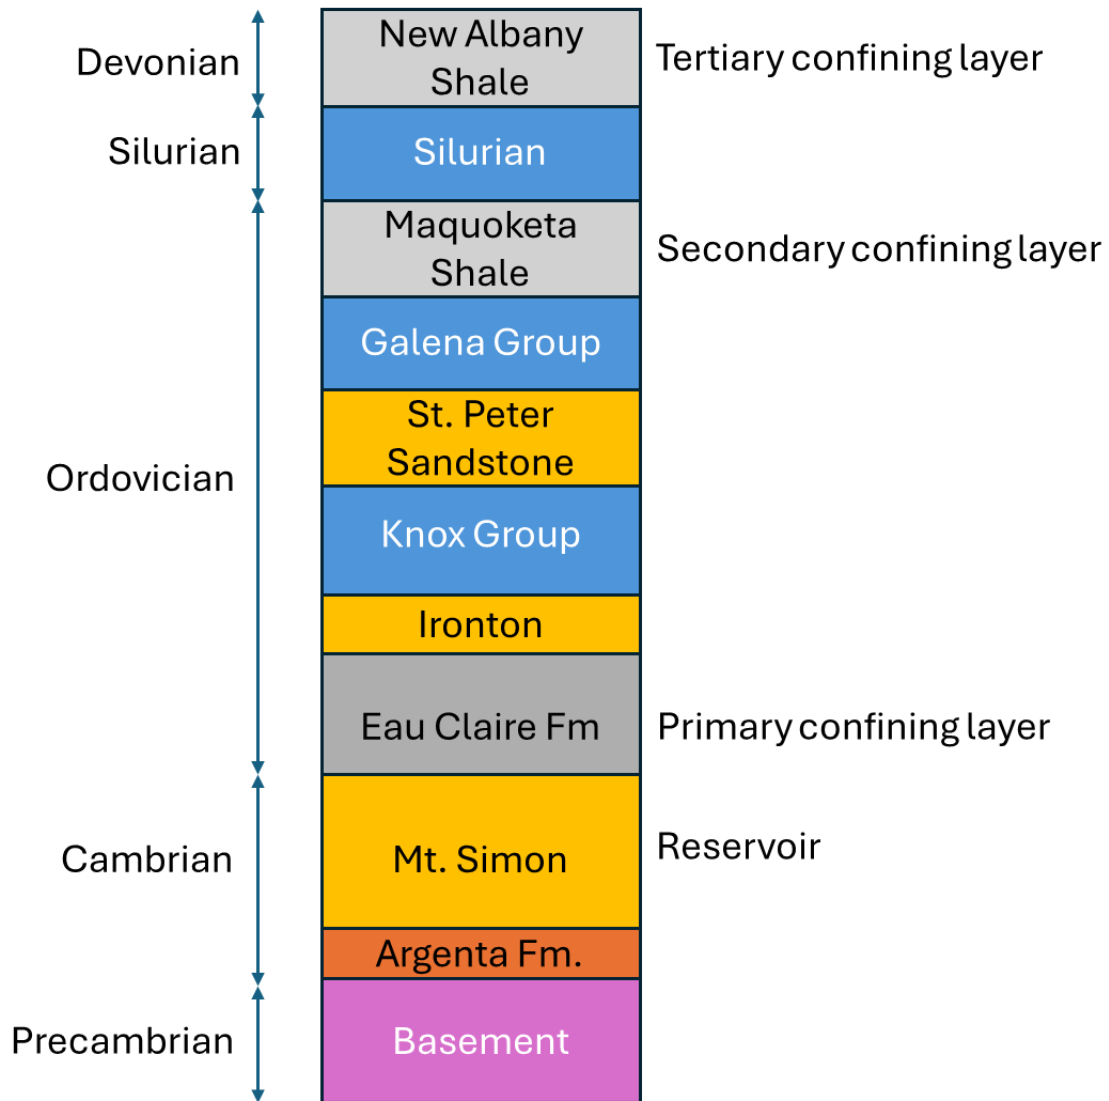 New Albany
Shale
Devonian
Tertiary confining layer
Silurian
Silurian
Maquoketa
Shale
Secondary confining layer
Galena Group
St. Peter
Sandstone
Ordovician
Knox Group
Ironton
Eau Claire Fm
Primary confining layer
Cambrian
Mt. Simon
Reservoir
Argenta Fm.
Precambrian
Basement